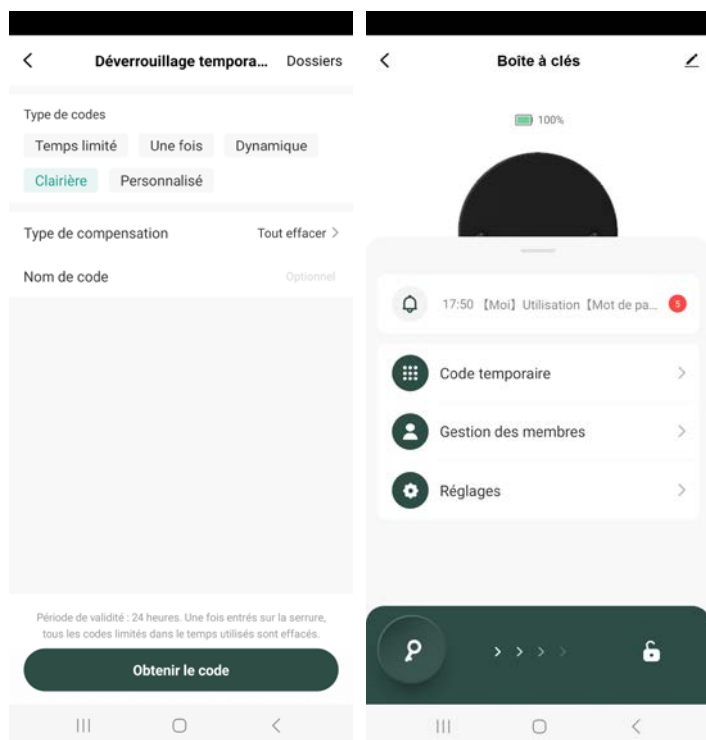 Déverrouillage tempora... Dossiers
Type de codes
Temps limité Une fois Dynamique
Clairière Personnalisé
Type de compensation Tout effacer
Nom de code Optionnel
Période de validité : 24 heures. Une fois entrés sur la serrure,
tous les codes limités dans le temps utilisés sont effacés.
Obtenir le code
Boîte à clés
100%
17:50 【Moi】Utilisation【Mot de pa... 5
Code temporaire
Gestion des membres
Réglages